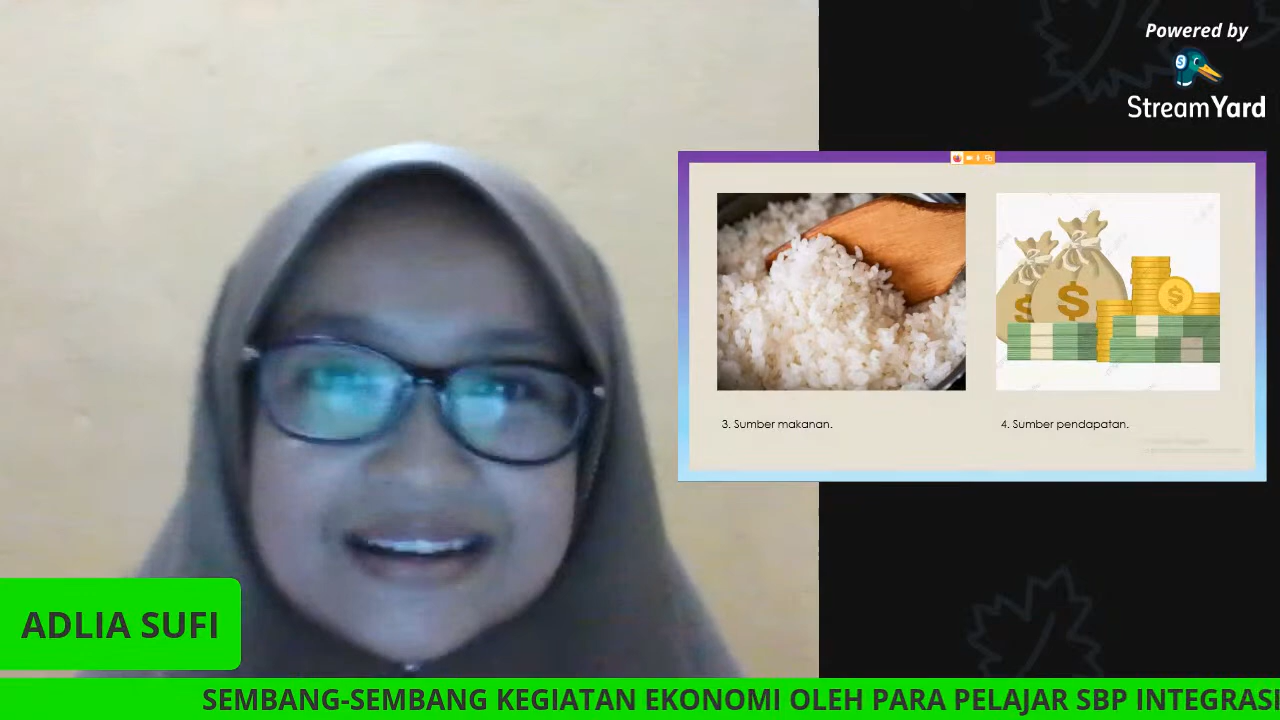 Powered by
StreamYard
3. Sumber makanan.
4. Sumber pendapatan.
ADLIA SUFI
SEMBANG-SEMBANG KEGIATAN EKONOMI OLEH PARA PELAJAR SBP INTEGRASI